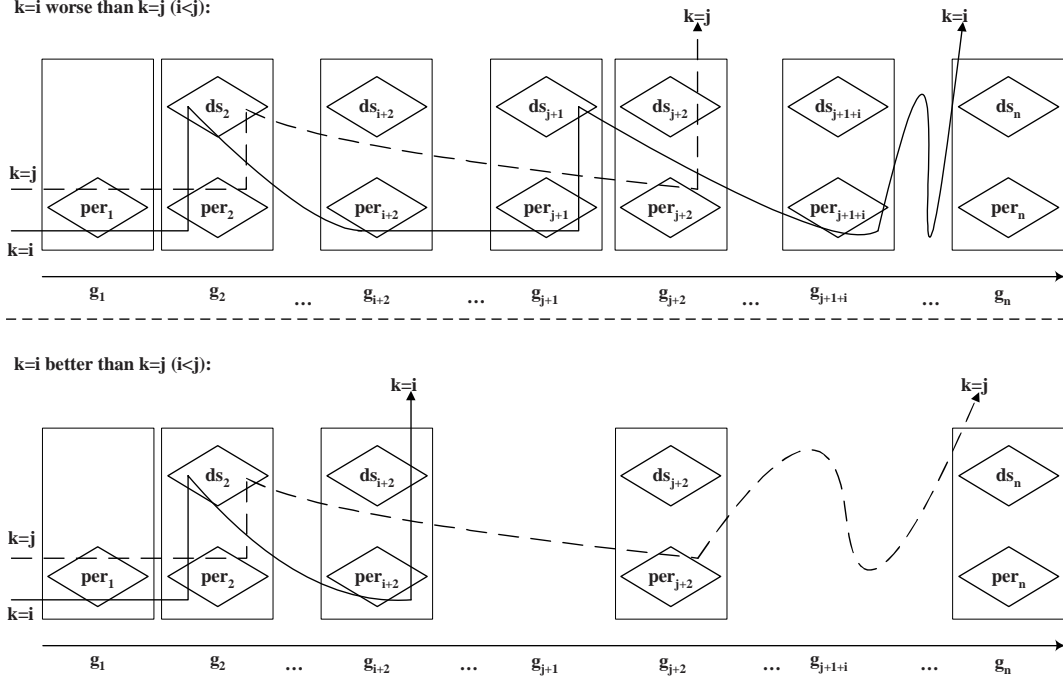 k=i worse than k=j (i<j):
k=j k=i
ds₂ dsᵢ₊₂ dsⱼ₊₁ dsⱼ₊₂ dsⱼ₊₁₊ᵢ dsₙ
k=j
per₁ per₂ perᵢ₊₂ perⱼ₊₁ perⱼ₊₂ perⱼ₊₁₊ᵢ perₙ
k=i
g₁ g₂ ... gᵢ₊₂ ... gⱼ₊₁ gⱼ₊₂ ... gⱼ₊₁₊ᵢ ... gₙ
k=i better than k=j (i<j):
k=i k=j
ds₂ dsᵢ₊₂ dsⱼ₊₂ dsₙ
k=j
per₁ per₂ perᵢ₊₂ perⱼ₊₂ perₙ
k=i
g₁ g₂ ... gᵢ₊₂ ... gⱼ₊₁ gⱼ₊₂ ... gⱼ₊₁₊ᵢ ... gₙ